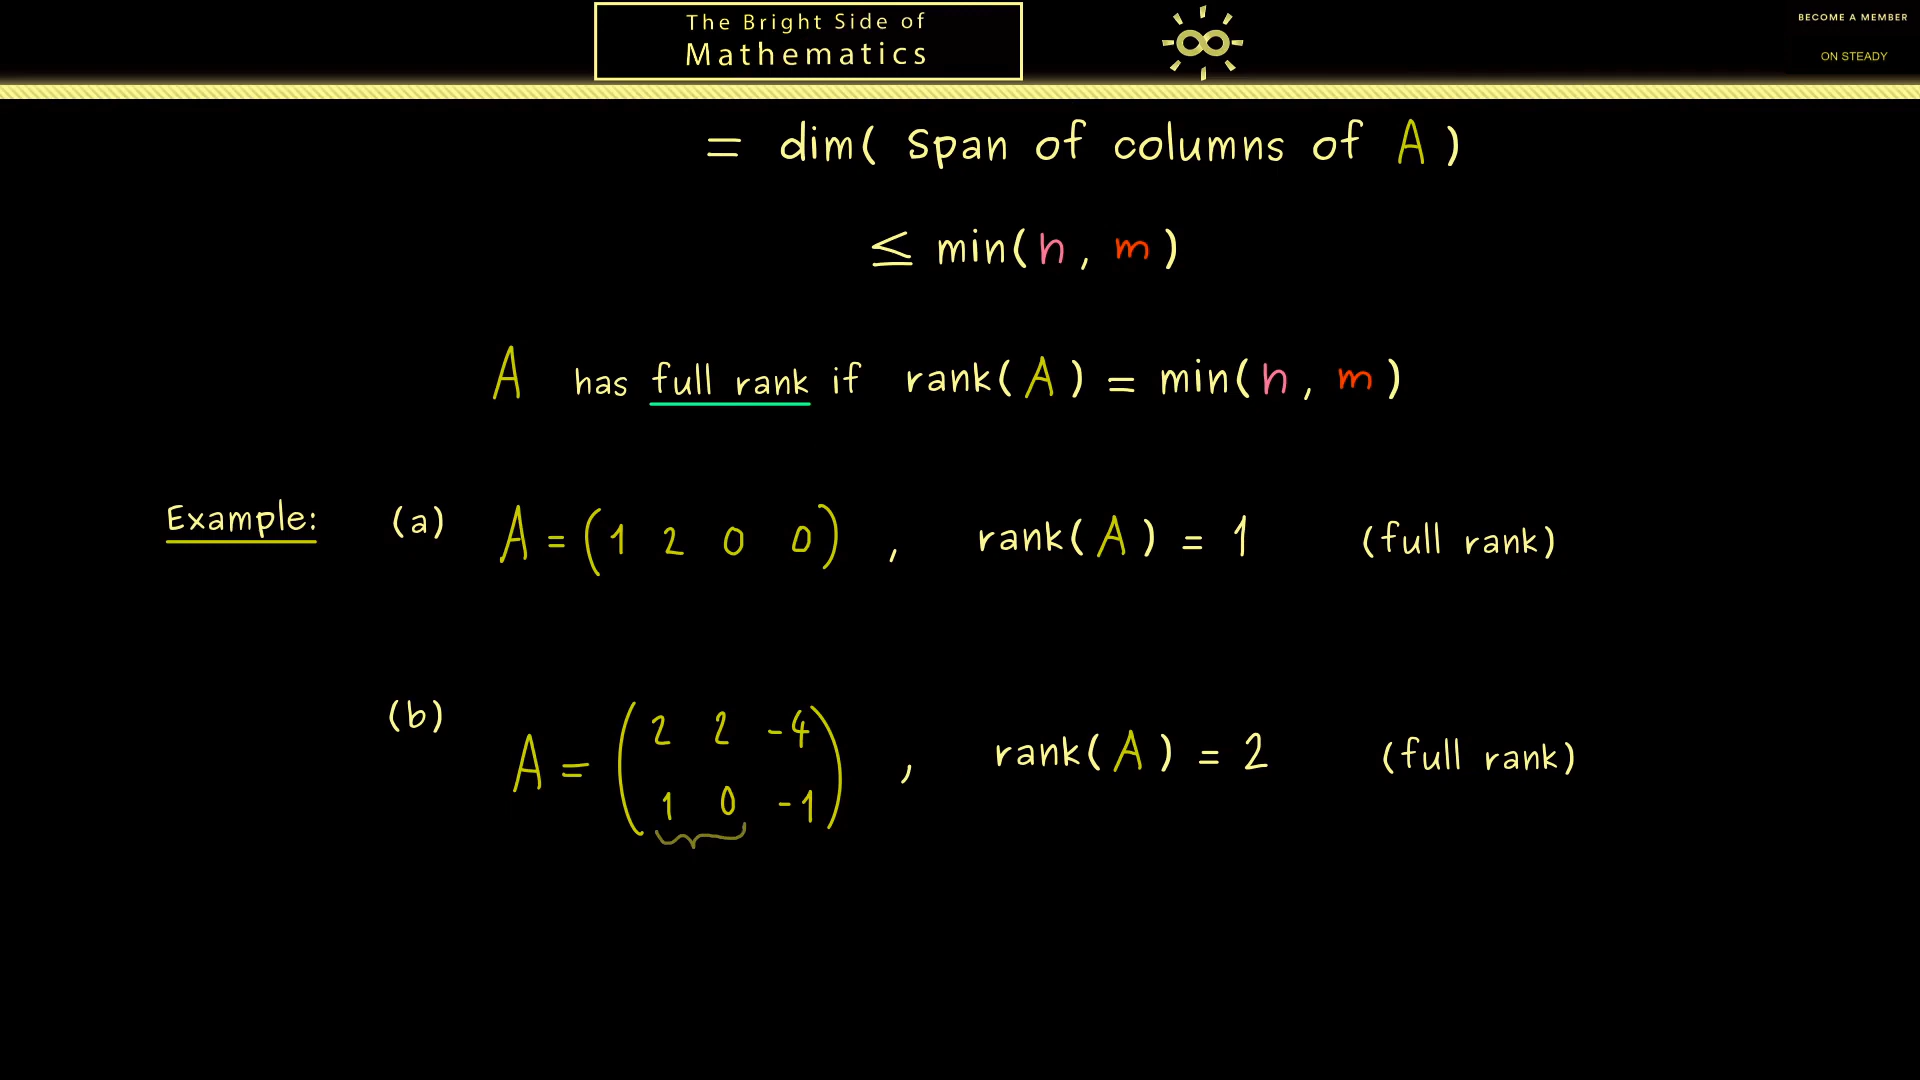 The Bright Side of
Mathematics
BECOME A MEMBER
ON STEADY
= dim( Span of columns of A )
≤ min( n , m )
A has full rank if rank( A ) = min( n , m )
Example: (a) A = ( 1 2 0 0 ) , rank( A ) = 1 (full rank)
(b) A = ( 2 2 -4
1 0 -1 ) , rank( A ) = 2 (full rank)